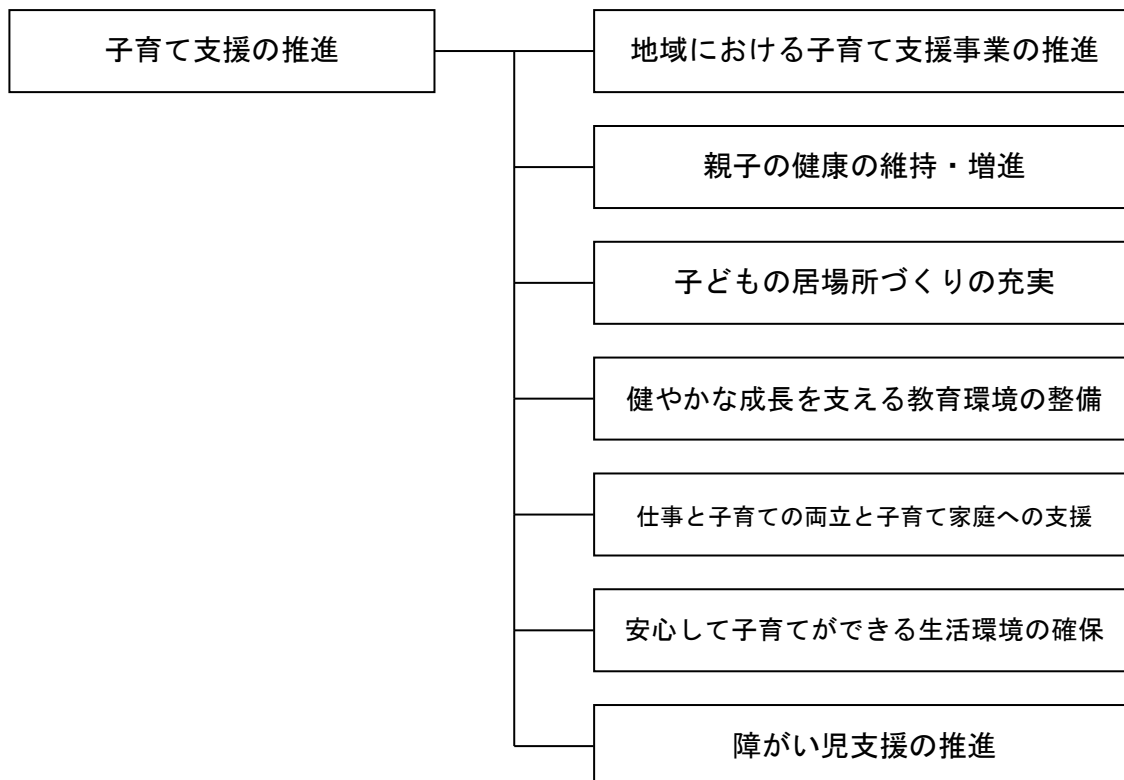 子育て支援の推進
地域における子育て支援事業の推進
親子の健康の維持・増進
子どもの居場所づくりの充実
健やかな成長を支える教育環境の整備
仕事と子育ての両立と子育て家庭への支援
安心して子育てができる生活環境の確保
障がい児支援の推進